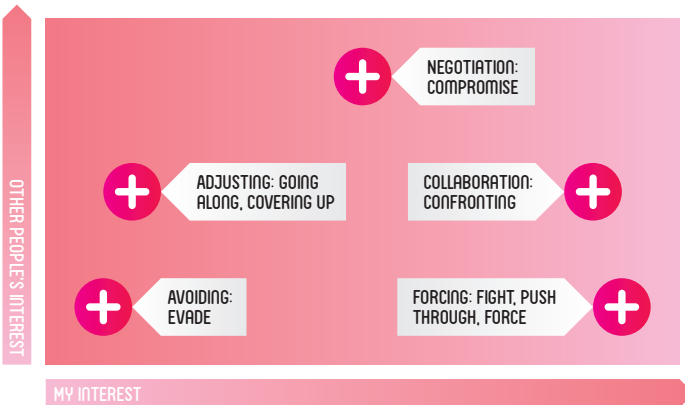 NEGOTIATION:
COMPROMISE
ADJUSTING: GOING
ALONG, COVERING UP
COLLABORATION:
CONFRONTING
AVOIDING:
EVADE
FORCING: FIGHT, PUSH
THROUGH, FORCE
OTHER PEOPLE'S INTEREST
MY INTEREST